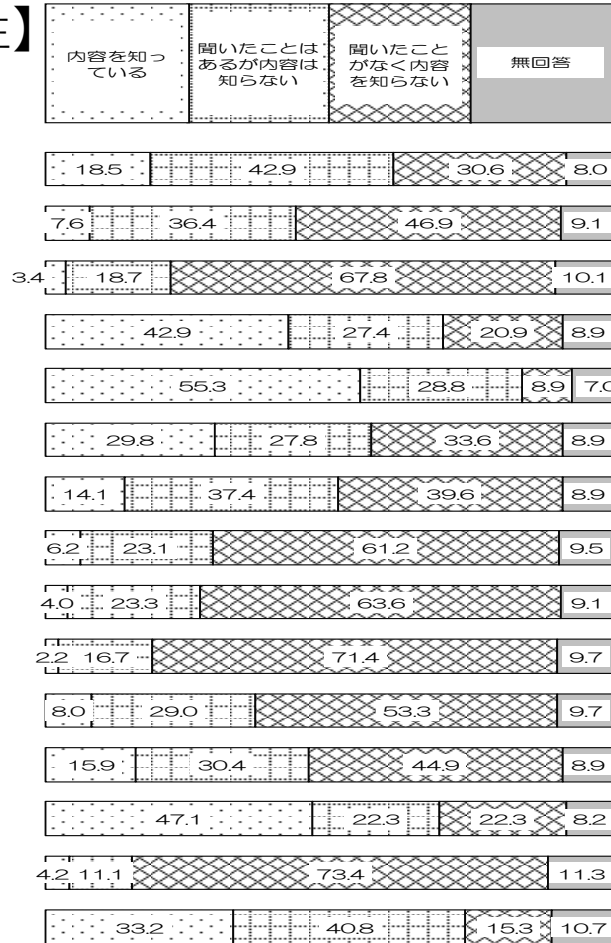 】
内容を知っ
ている
聞いたことは
あるが内容は
知らない
聞いたこと
がなく内容
を知らない
無回答
18.5 42.9 30.6 8.0
7.6 36.4 46.9 9.1
3.4 18.7 67.8 10.1
42.9 27.4 20.9 8.9
55.3 28.8 8.9 7.0
29.8 27.8 33.6 8.9
14.1 37.4 39.6 8.9
6.2 23.1 61.2 9.5
4.0 23.3 63.6 9.1
2.2 16.7 71.4 9.7
8.0 29.0 53.3 9.7
15.9 30.4 44.9 8.9
47.1 22.3 22.3 8.2
4.2 11.1 73.4 11.3
33.2 40.8 15.3 10.7